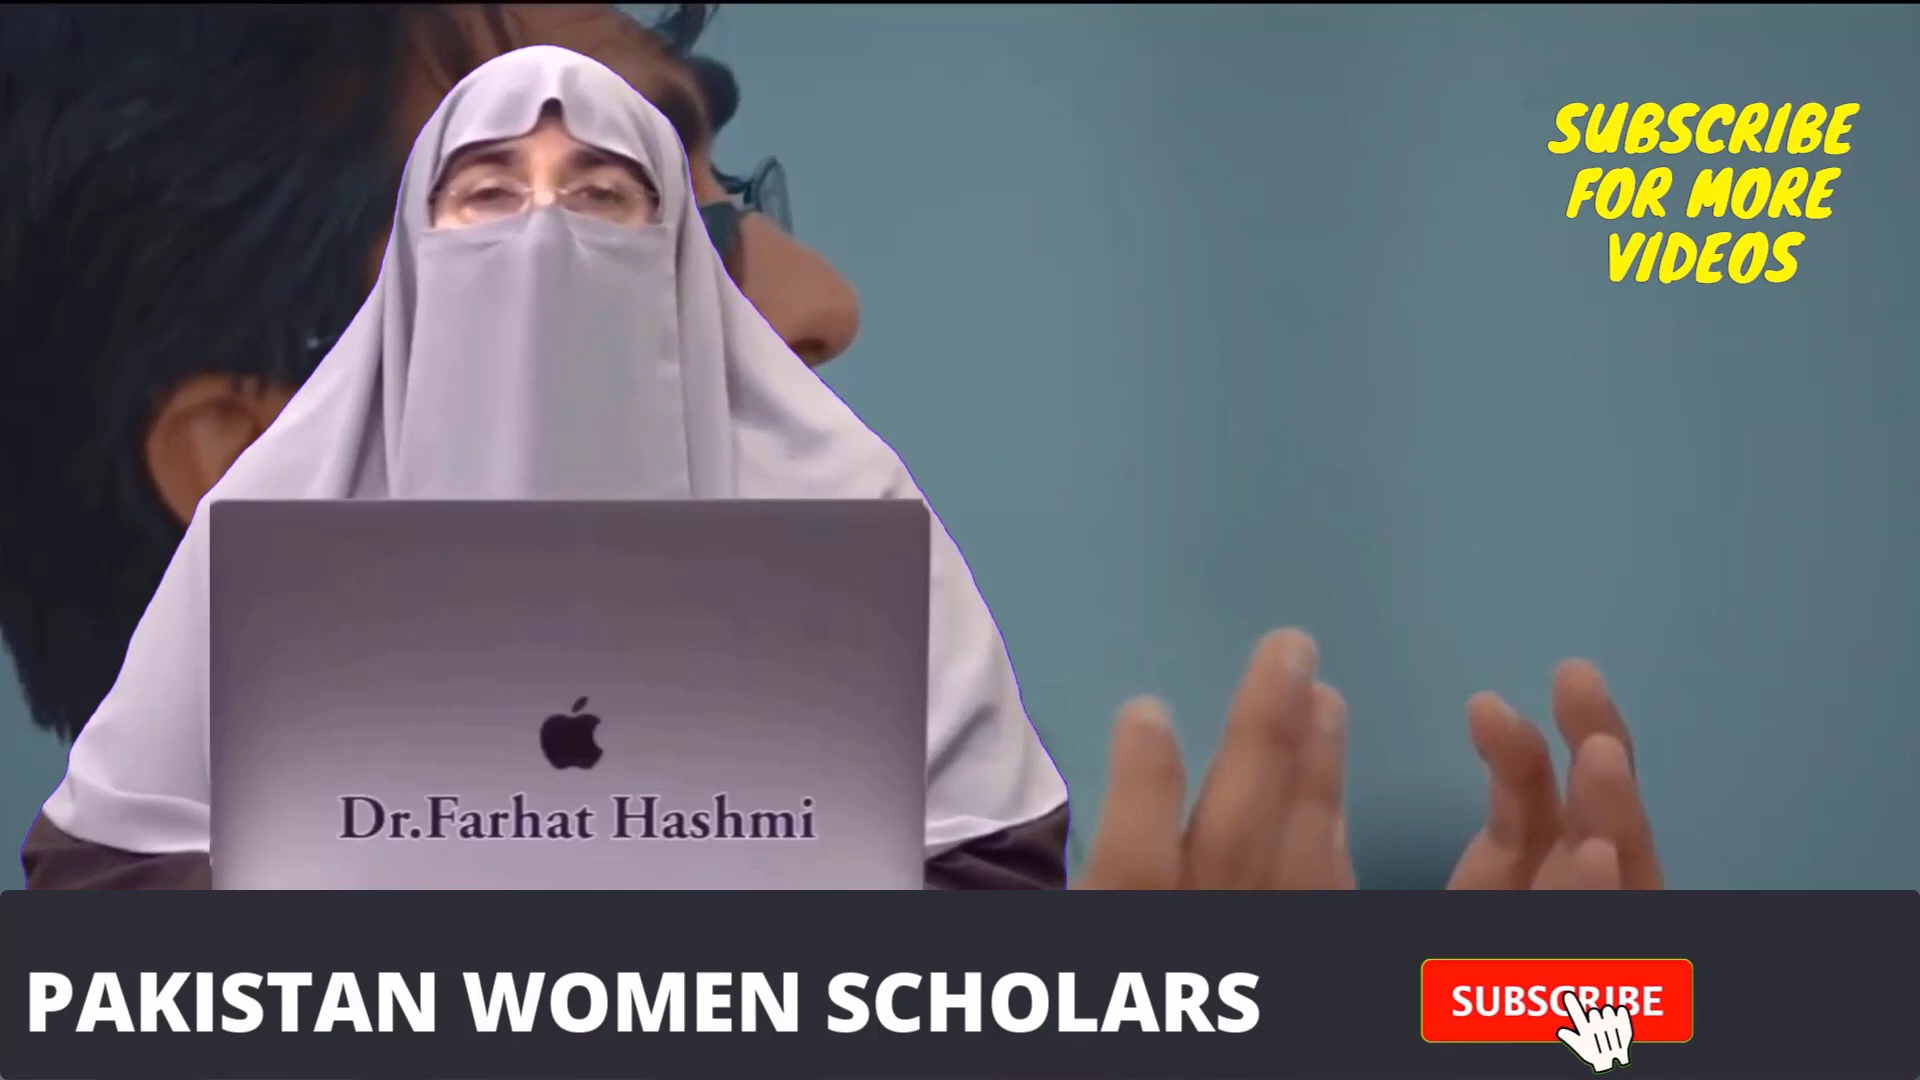 SUBSCRIBE
FOR MORE
VIDEOS
Dr.Farhat Hashmi
PAKISTAN WOMEN SCHOLARS
SUBSCRIBE